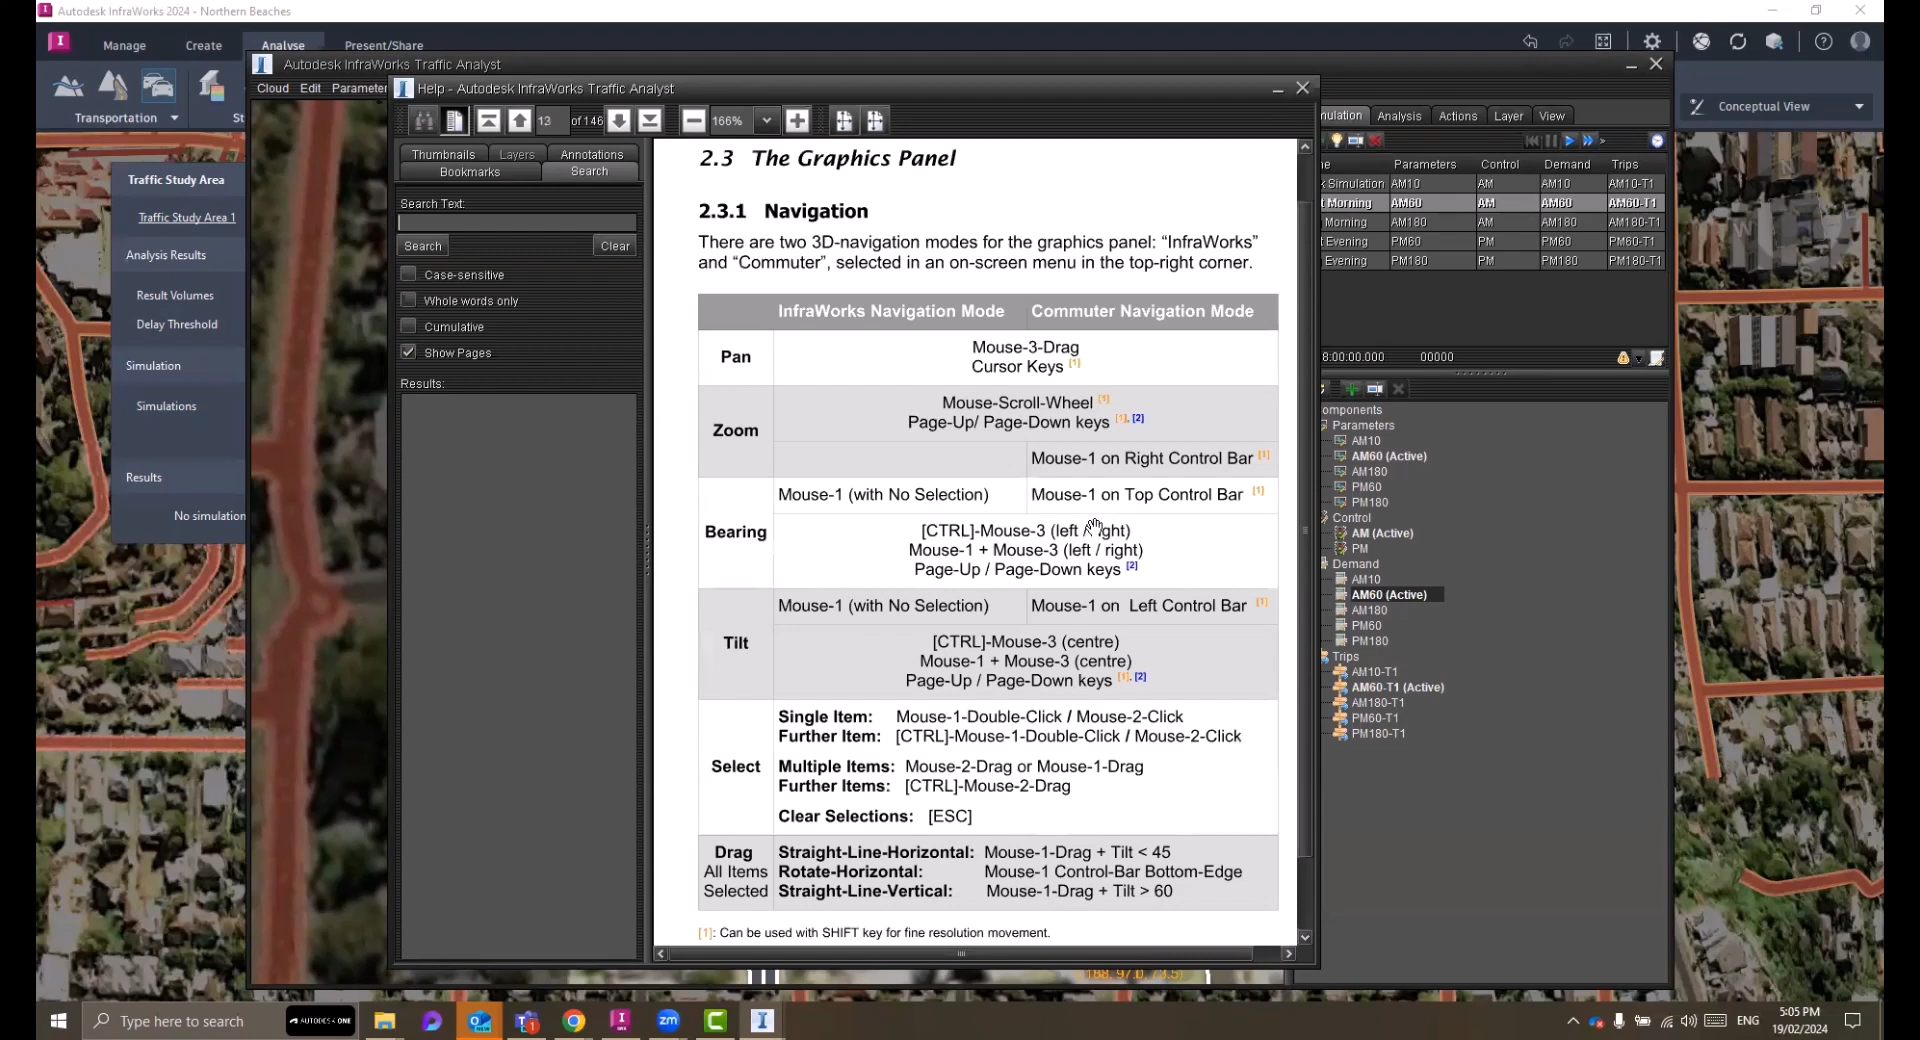 Autodesk InfraWorks 2024 - Northern Beaches
Manage Create Analyse Present/Share
Autodesk InfraWorks Traffic Analyst
Cloud Edit Parameter
Transportation
Conceptual View
Traffic Study Area
Traffic Study Area 1
Analysis Results
Result Volumes
Delay Threshold
Simulation
Simulations
Results
No simulation
Help - Autodesk InfraWorks Traffic Analyst
13 of 146 166%
Thumbnails Layers Annotations
Bookmarks Search
Search Text:
Search Clear
Case-sensitive
Whole words only
Cumulative
Show Pages
Results:
2.3 The Graphics Panel
2.3.1 Navigation
There are two 3D-navigation modes for the graphics panel: “InfraWorks”
and “Commuter”, selected in an on-screen menu in the top-right corner.
InfraWorks Navigation Mode Commuter Navigation Mode
Pan
Mouse-3-Drag
Cursor Keys [1]
Zoom
Mouse-Scroll-Wheel [1]
Page-Up/ Page-Down keys [1], [2]
Mouse-1 on Right Control Bar [1]
Bearing
Mouse-1 (with No Selection) Mouse-1 on Top Control Bar [1]
[CTRL]-Mouse-3 (left / right)
Mouse-1 + Mouse-3 (left / right)
Page-Up / Page-Down keys [2]
Tilt
Mouse-1 (with No Selection) Mouse-1 on Left Control Bar [1]
[CTRL]-Mouse-3 (centre)
Mouse-1 + Mouse-3 (centre)
Page-Up / Page-Down keys [1], [2]
Select
Single Item: Mouse-1-Double-Click / Mouse-2-Click
Further Item: [CTRL]-Mouse-1-Double-Click / Mouse-2-Click
Multiple Items: Mouse-2-Drag or Mouse-1-Drag
Further Items: [CTRL]-Mouse-2-Drag
Clear Selections: [ESC]
Drag
All Items
Selected
Straight-Line-Horizontal: Mouse-1-Drag + Tilt < 45
Rotate-Horizontal: Mouse-1 Control-Bar Bottom-Edge
Straight-Line-Vertical: Mouse-1-Drag + Tilt > 60
[1]: Can be used with SHIFT key for fine resolution movement.
mulation Analysis Actions Layer View
Parameters Control Demand Trips
Simulation AM10 AM AM10 AM10-T1
Morning AM60 AM AM60 AM60-T1
Morning AM180 AM AM180 AM180-T1
Evening PM60 PM PM60 PM60-T1
Evening PM180 PM PM180 PM180-T1
8:00:00.000 00000
omponents
Parameters
AM10
AM60 (Active)
AM180
PM60
PM180
Control
AM (Active)
PM
Demand
AM10
AM60 (Active)
AM180
PM60
PM180
Trips
AM10-T1
AM60-T1 (Active)
AM180-T1
PM60-T1
PM180-T1
Type here to search
AUTODESK ONE
ENG
5:05 PM
19/02/2024